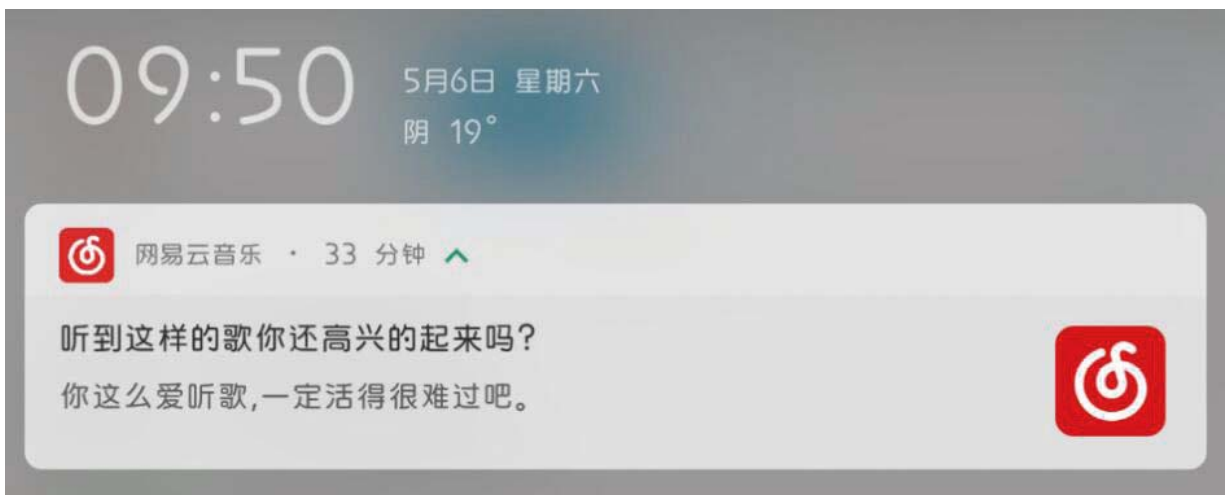 09:50
5月6日 星期六
阴 19°
网易云音乐 · 33 分钟
听到这样的歌你还高兴的起来吗?
你这么爱听歌,一定活得很难过吧。